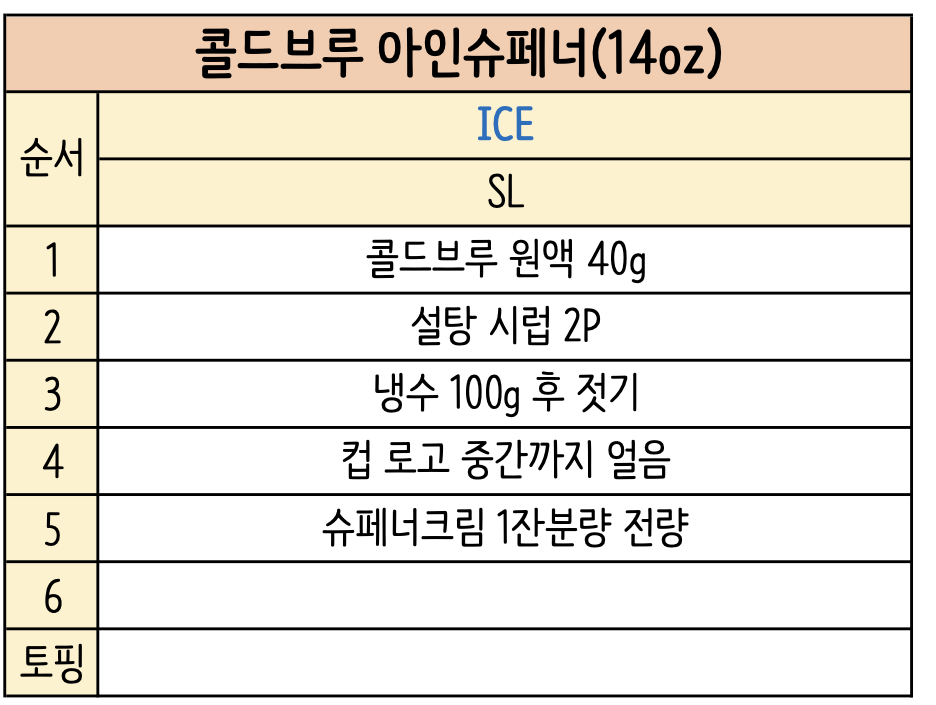 콜드브루 아인슈페너(14oz)
순서
ICE
SL
1 콜드브루 원액 40g
2 설탕 시럽 2P
3 냉수 100g 후 젓기
4 컵 로고 중간까지 얼음
5 슈페너크림 1잔분량 전량
6
토핑